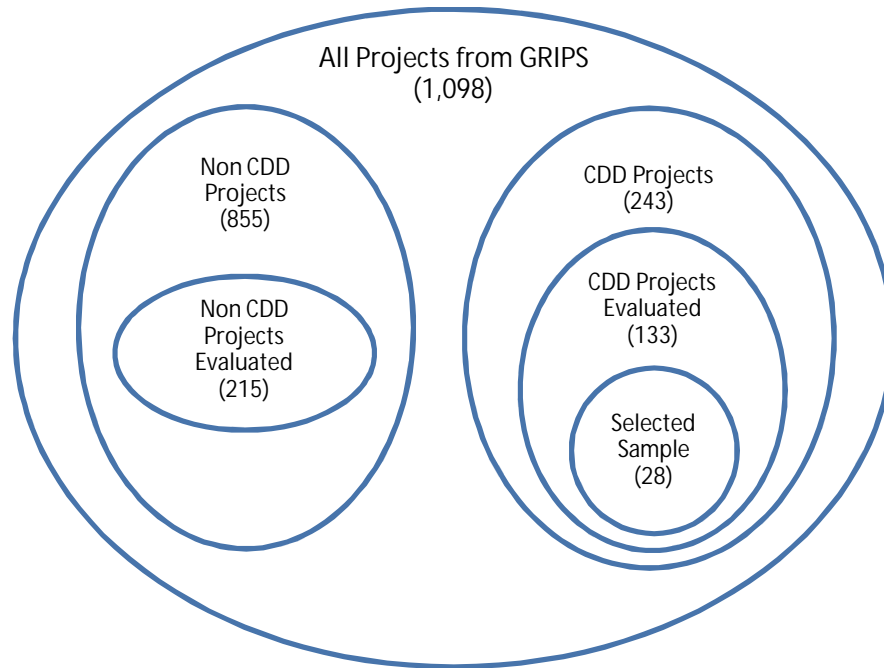 All Projects from GRIPS
(1,098)
Non CDD
Projects
(855)
Non CDD
Projects
Evaluated
(215)
CDD Projects
(243)
CDD Projects
Evaluated
(133)
Selected
Sample
(28)